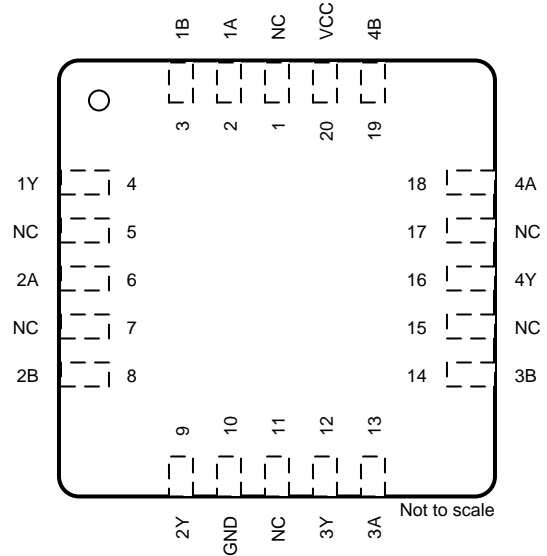 1B 1A NC VCC 4B
3 2 1 20 19
1Y 4 18 4A
NC 5 17 NC
2A 6 16 4Y
NC 7 15 NC
2B 8 14 3B
9 10 11 12 13
2Y GND NC 3Y 3A
Not to scale